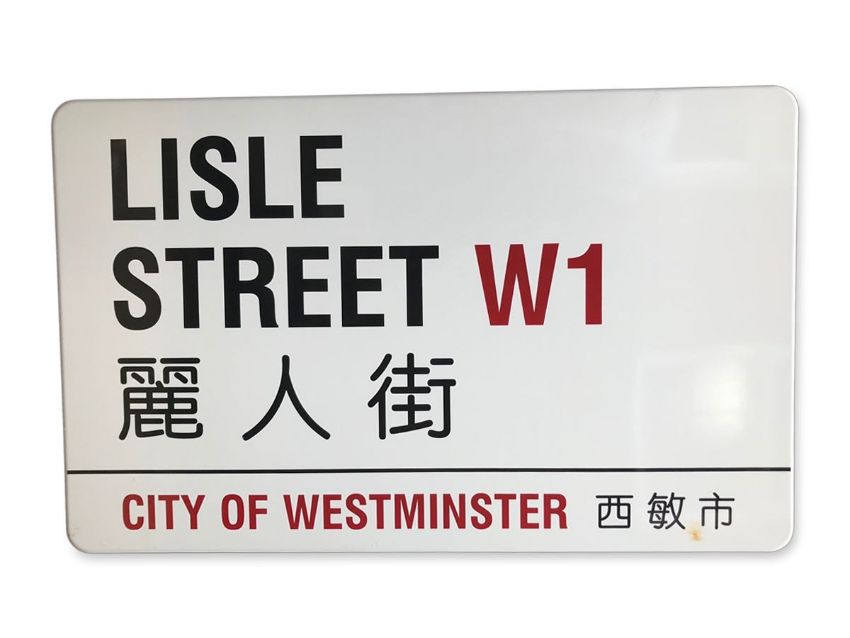 LISLE
STREET W1
麗人街
CITY OF WESTMINSTER 西敏市